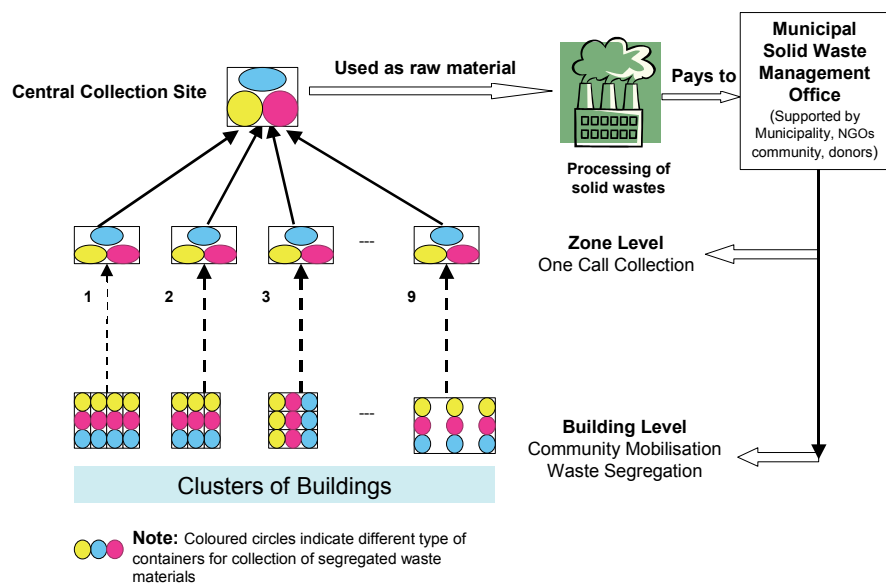 Municipal
Solid Waste
Management
Office
(Supported by
Municipality, NGOs
community, donors)
Used as raw material
Pays to
Central Collection Site
Processing of
solid wastes
Zone Level
One Call Collection
---
1
2
3
9
---
Building Level
Community Mobilisation
Waste Segregation
Clusters of Buildings
Note: Coloured circles indicate different type of
containers for collection of segregated waste
materials